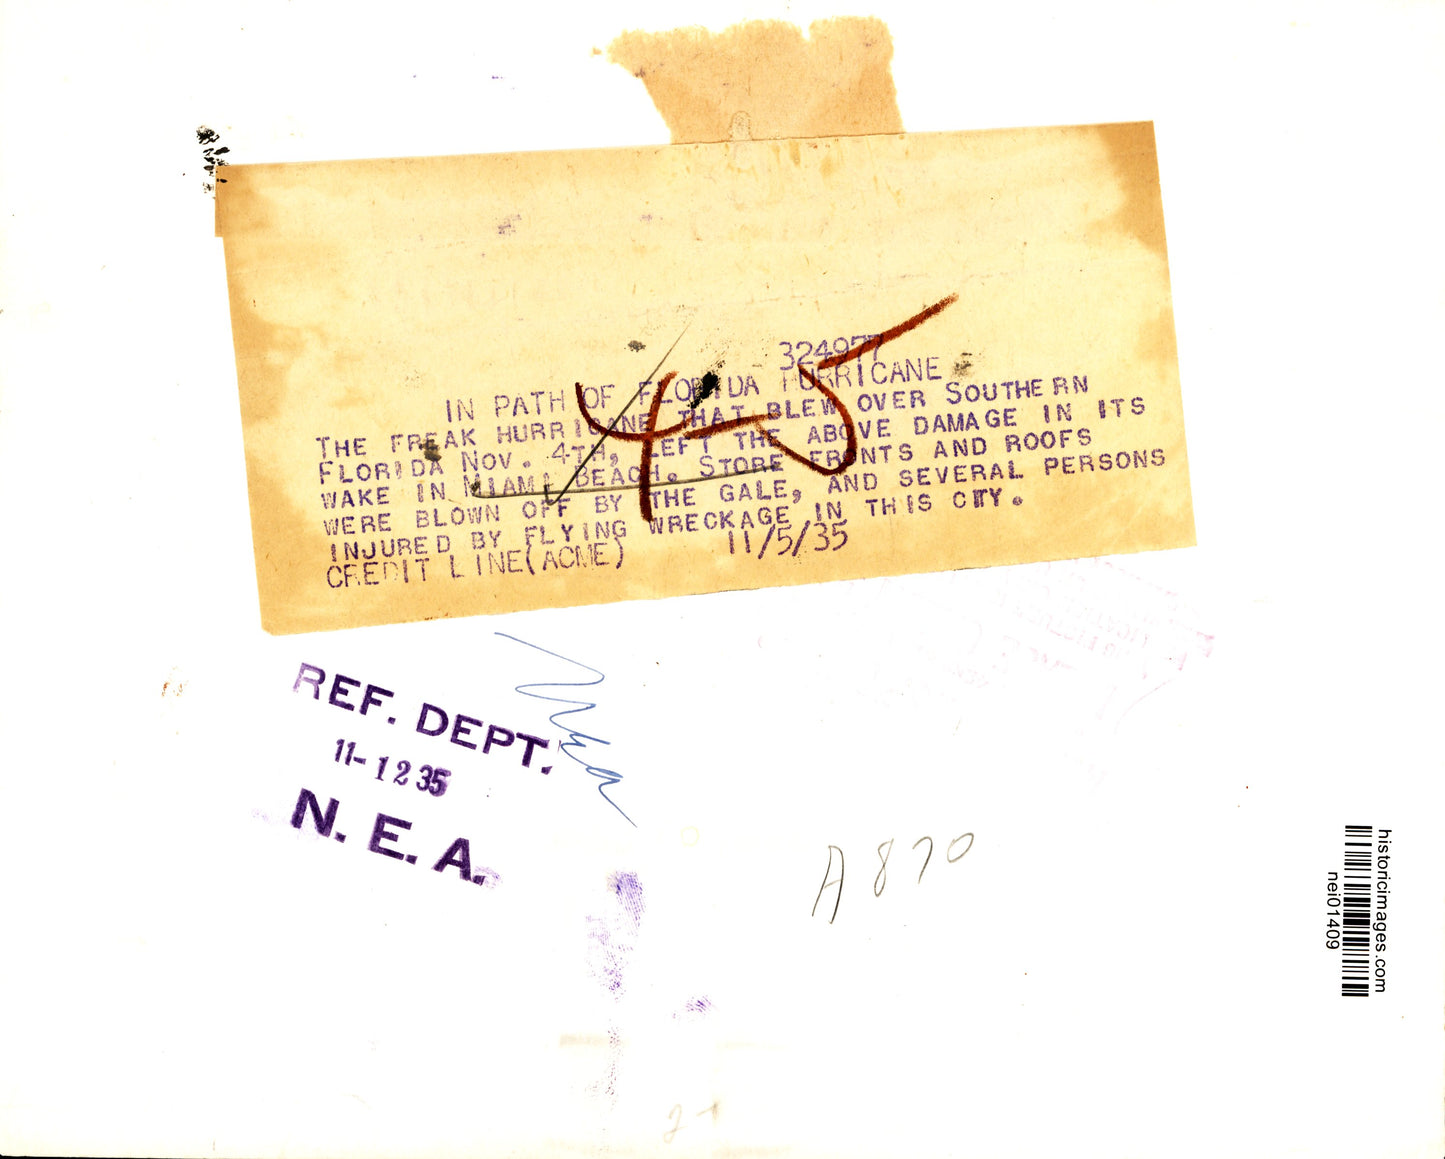 324977
IN PATH OF FLORIDA HURRICANE
THE FREAK HURRICANE THAT BLEW OVER SOUTHERN
FLORIDA NOV. 4TH, LEFT THE ABOVE DAMAGE IN ITS
WAKE IN MIAMI BEACH. STORE FRONTS AND ROOFS
WERE BLOWN OFF BY THE GALE, AND SEVERAL PERSONS
INJURED BY FLYING WRECKAGE IN THIS CITY.
CREDIT LINE(ACME) 11/5/35
4-5
REF. DEPT.
11-12 35
N. E. A.
A870
historicimages.com
nei01409